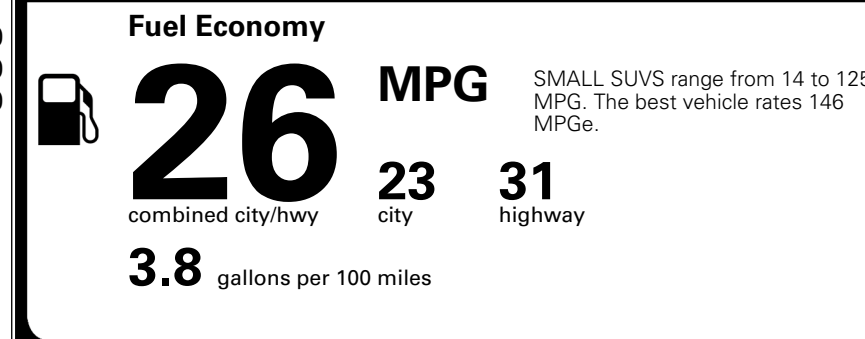 Fuel Economy
26
MPG
SMALL SUVS range from 14 to 125
MPG. The best vehicle rates 146
MPGe.
23
31
combined city/hwy
city
highway
3.8 gallons per 100 miles